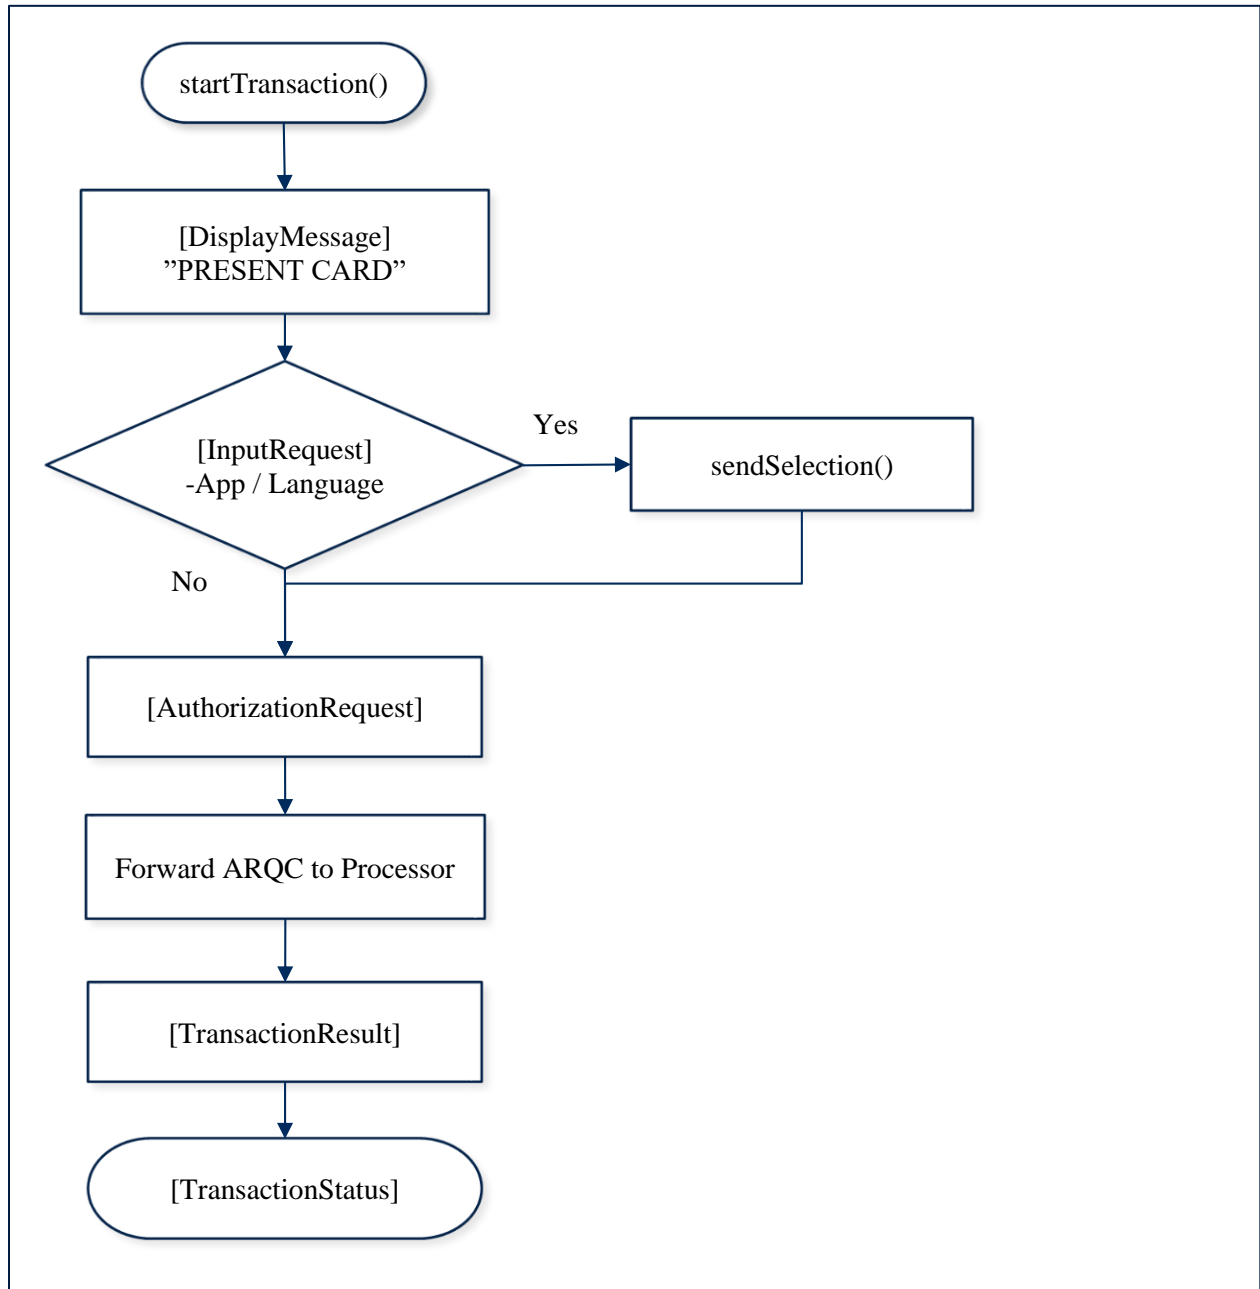 startTransaction()
[DisplayMessage]
”PRESENT CARD”
[InputRequest]
-App / Language
Yes
sendSelection()
No
[AuthorizationRequest]
Forward ARQC to Processor
[TransactionResult]
[TransactionStatus]